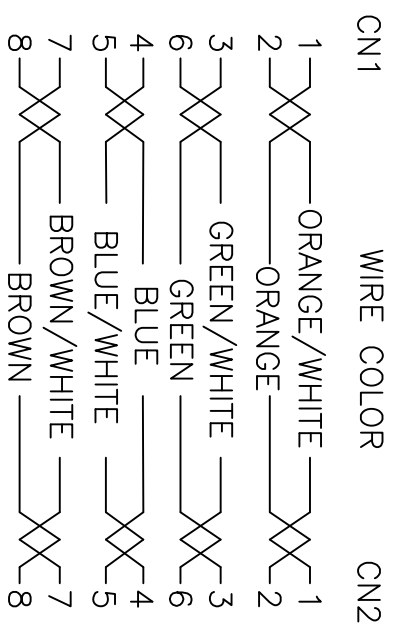 CN1 WIRE COLOR CN2
1 ORANGE/WHITE 1
2 ORANGE 2
3 GREEN/WHITE 3
6 GREEN 6
4 BLUE 4
5 BLUE/WHITE 5
7 BROWN/WHITE 7
8 BROWN 8